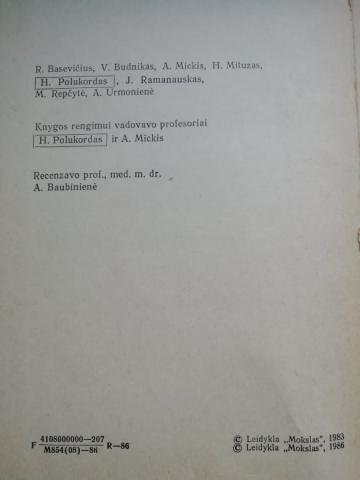 R. Basevičius, V. Budnikas, A. Mickis, H. Mituzas,
H. Polukordas, J. Ramanauskas,
M. Repčytė, A. Urmonienė
Knygos rengimui vadovavo profesoriai
H. Polukordas ir A. Mickis
Recenzavo prof., med. m. dr.
A. Baubinienė
4108000000—207
F M854(08)—86 R—86
© Leidykla „Mokslas", 1983
© Leidykla „Mokslas", 1986